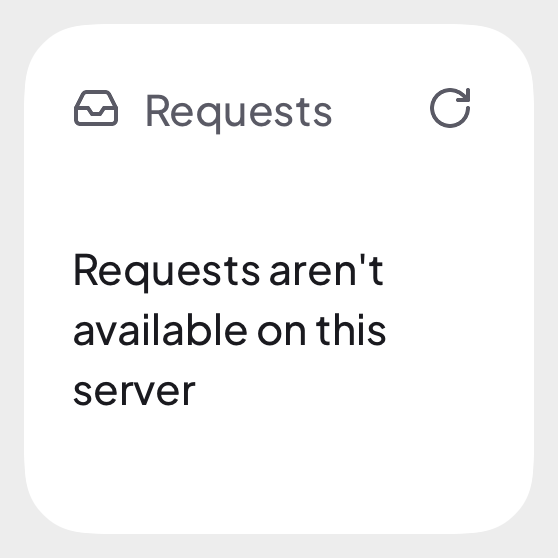 Requests
Requests aren't
available on this
server